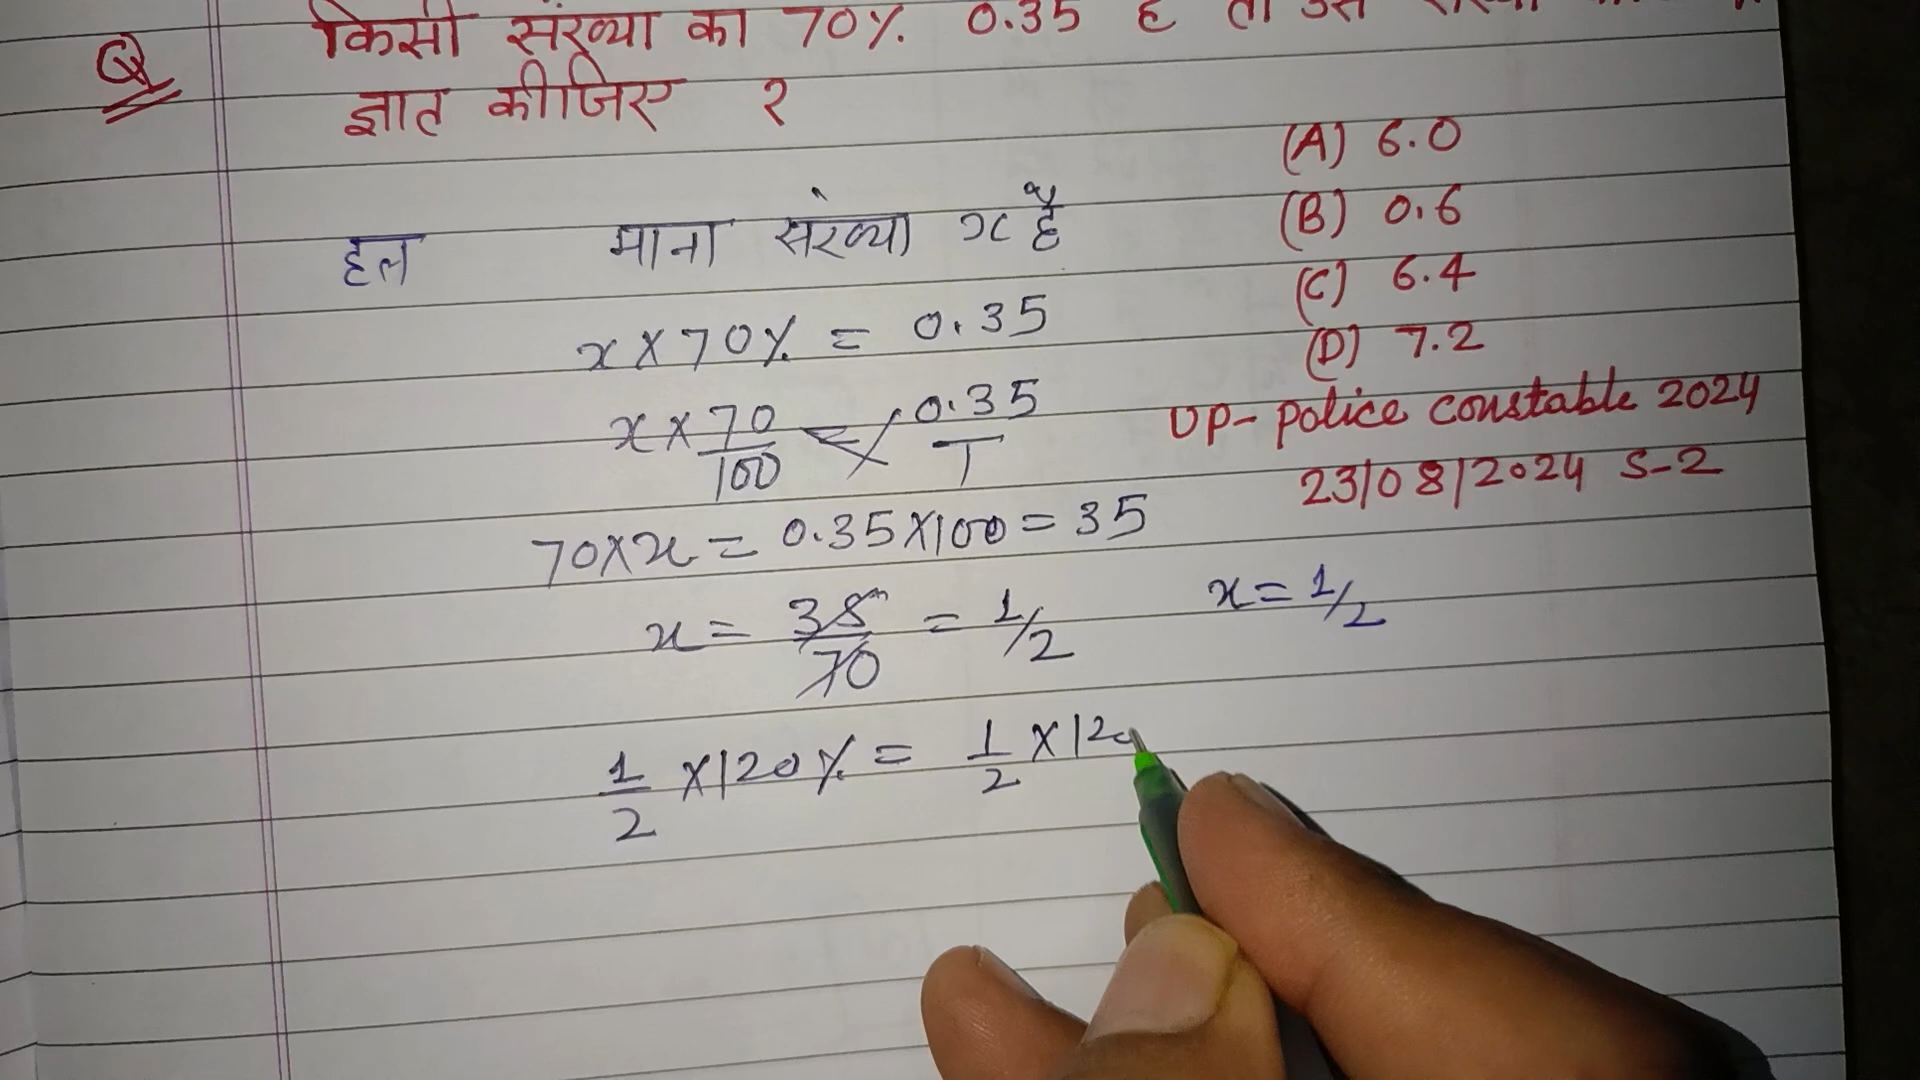 Q किसी संख्या का 70% 0.35 है तो उस
ज्ञात कीजिए ?
(A) 6.0
(B) 0.6
(C) 6.4
(D) 7.2
UP- police constable 2024
23/08/2024 S-2
हल माना संख्या x है
x × 70% = 0.35
x × 70/100 = 0.35/1
70 × x = 0.35 × 100 = 35
x = 35/70 = 1/2 x = 1/2
1/2 × 120% = 1/2 × 120